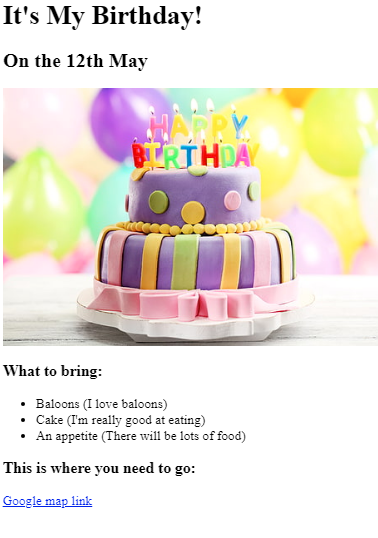 It's My Birthday!
On the 12th May
HAPPY
BIRTHDAY
What to bring:
Baloons (I love baloons)
Cake (I'm really good at eating)
An appetite (There will be lots of food)
This is where you need to go:
Google map link